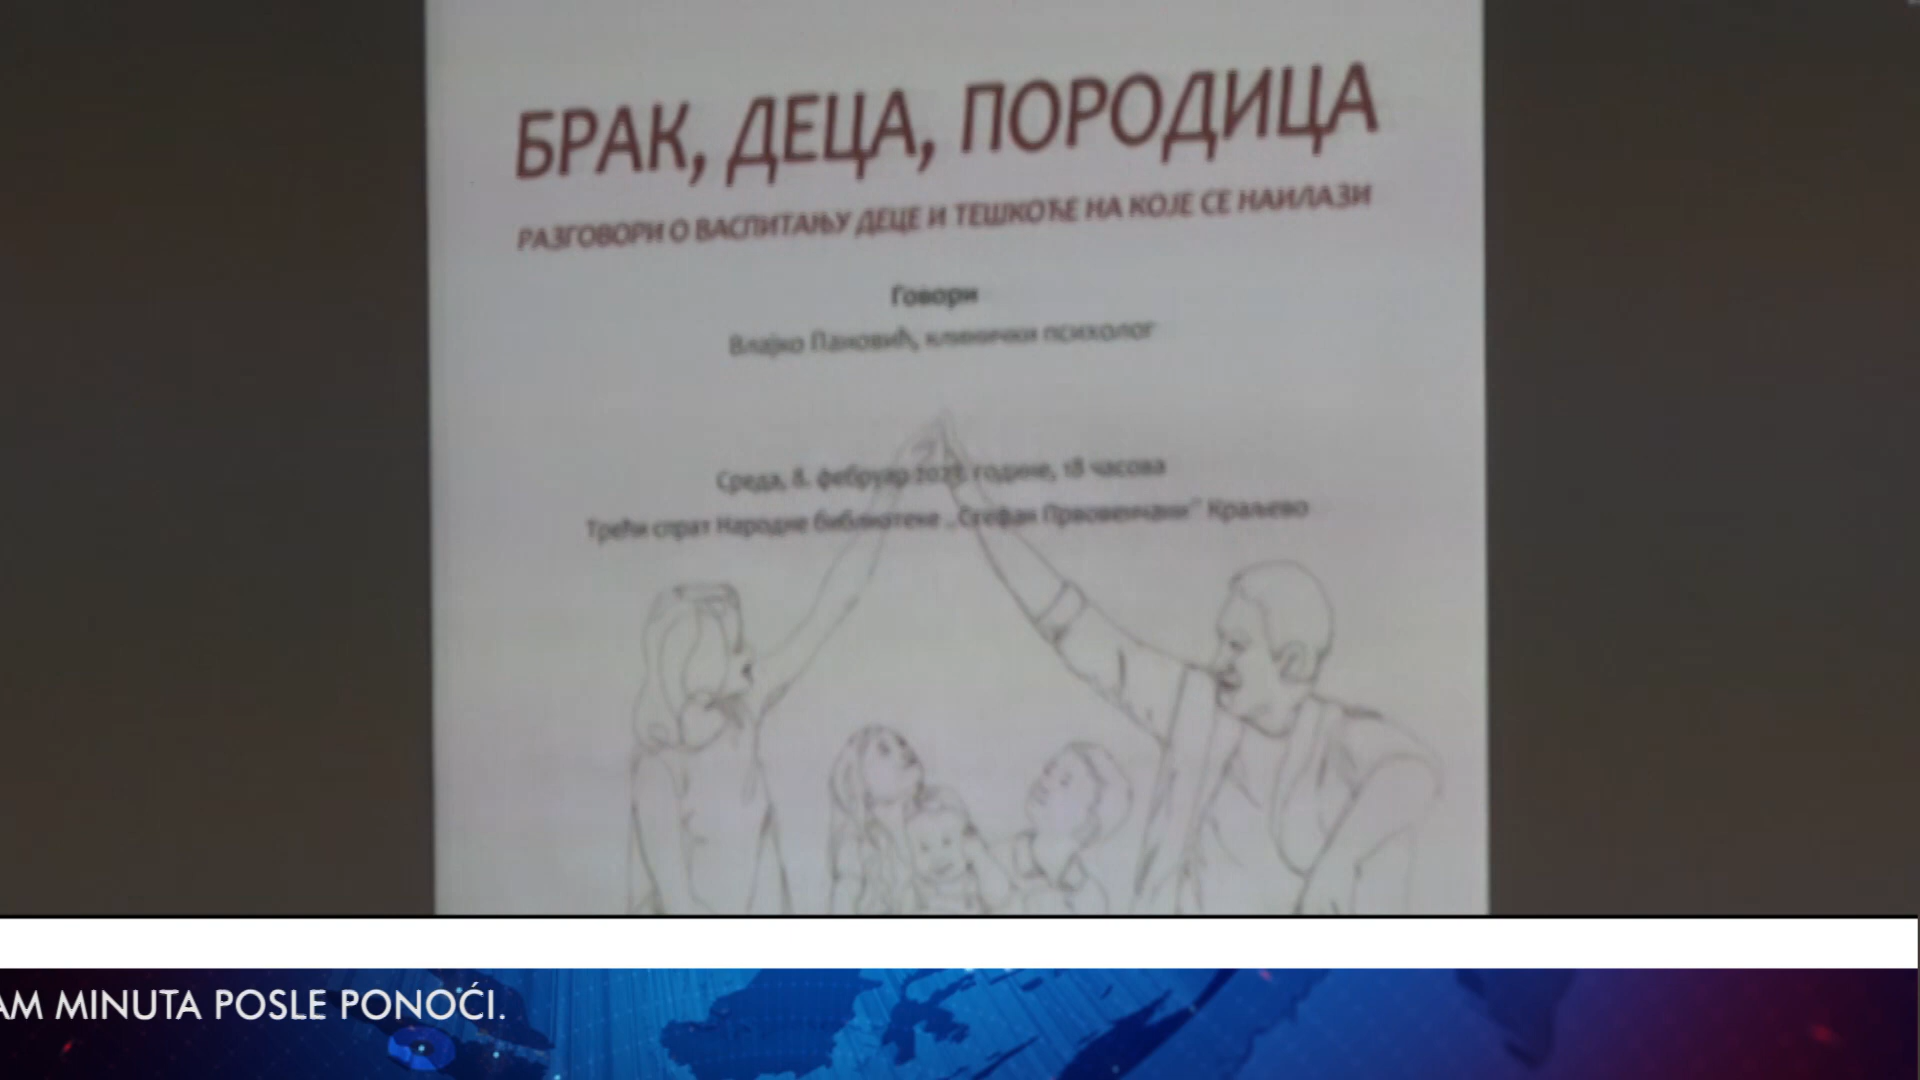 БРАК, ДЕЦА, ПОРОДИЦА
РАЗГОВОРИ О ВАСПИТАЊУ ДЕЦЕ И ТЕШКОЋЕ НА КОЈЕ СЕ НАИЛАЗИ
Говори
Влајко Пановић, клинички психолог
Среда, 8. фебруар 2023. године, 18 часова
Трећи спрат Народне библиотеке „Стефан Првовенчани" Краљево
AM MINUTA POSLE PONOĆI.